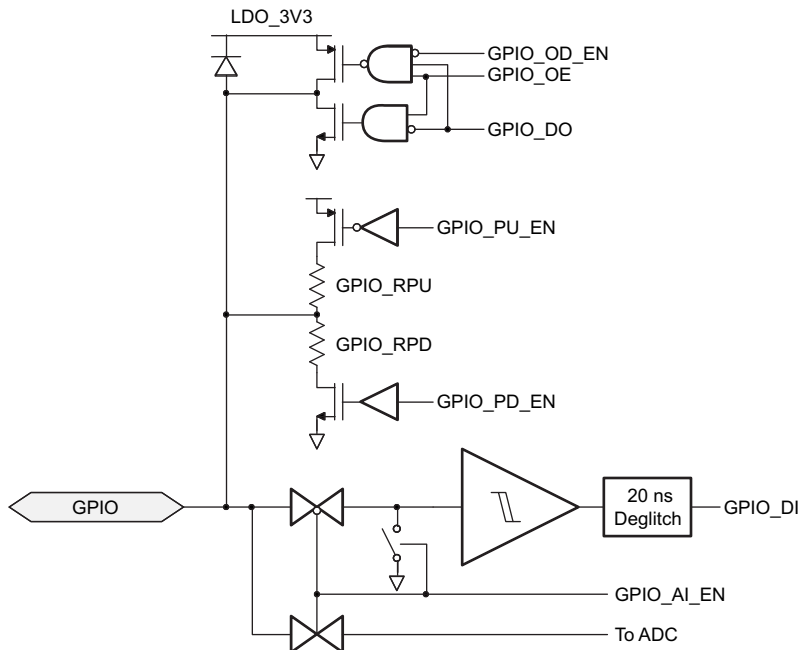 LDO_3V3
GPIO_OD_EN
GPIO_OE
GPIO_DO
GPIO_PU_EN
GPIO_RPU
GPIO_RPD
GPIO_PD_EN
GPIO
20 ns
Deglitch
GPIO_DI
GPIO_AI_EN
To ADC